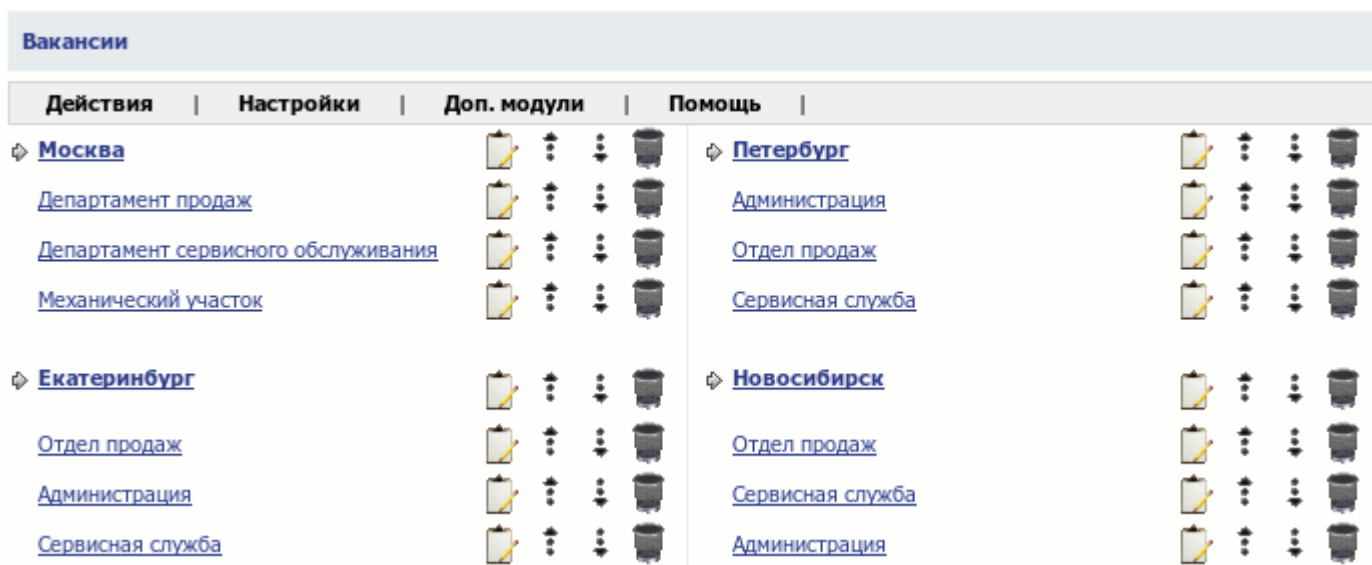 Вакансии
Действия | Настройки | Доп. модули | Помощь |
Москва
Департамент продаж
Департамент сервисного обслуживания
Механический участок
Петербург
Администрация
Отдел продаж
Сервисная служба
Екатеринбург
Отдел продаж
Администрация
Сервисная служба
Новосибирск
Отдел продаж
Сервисная служба
Администрация